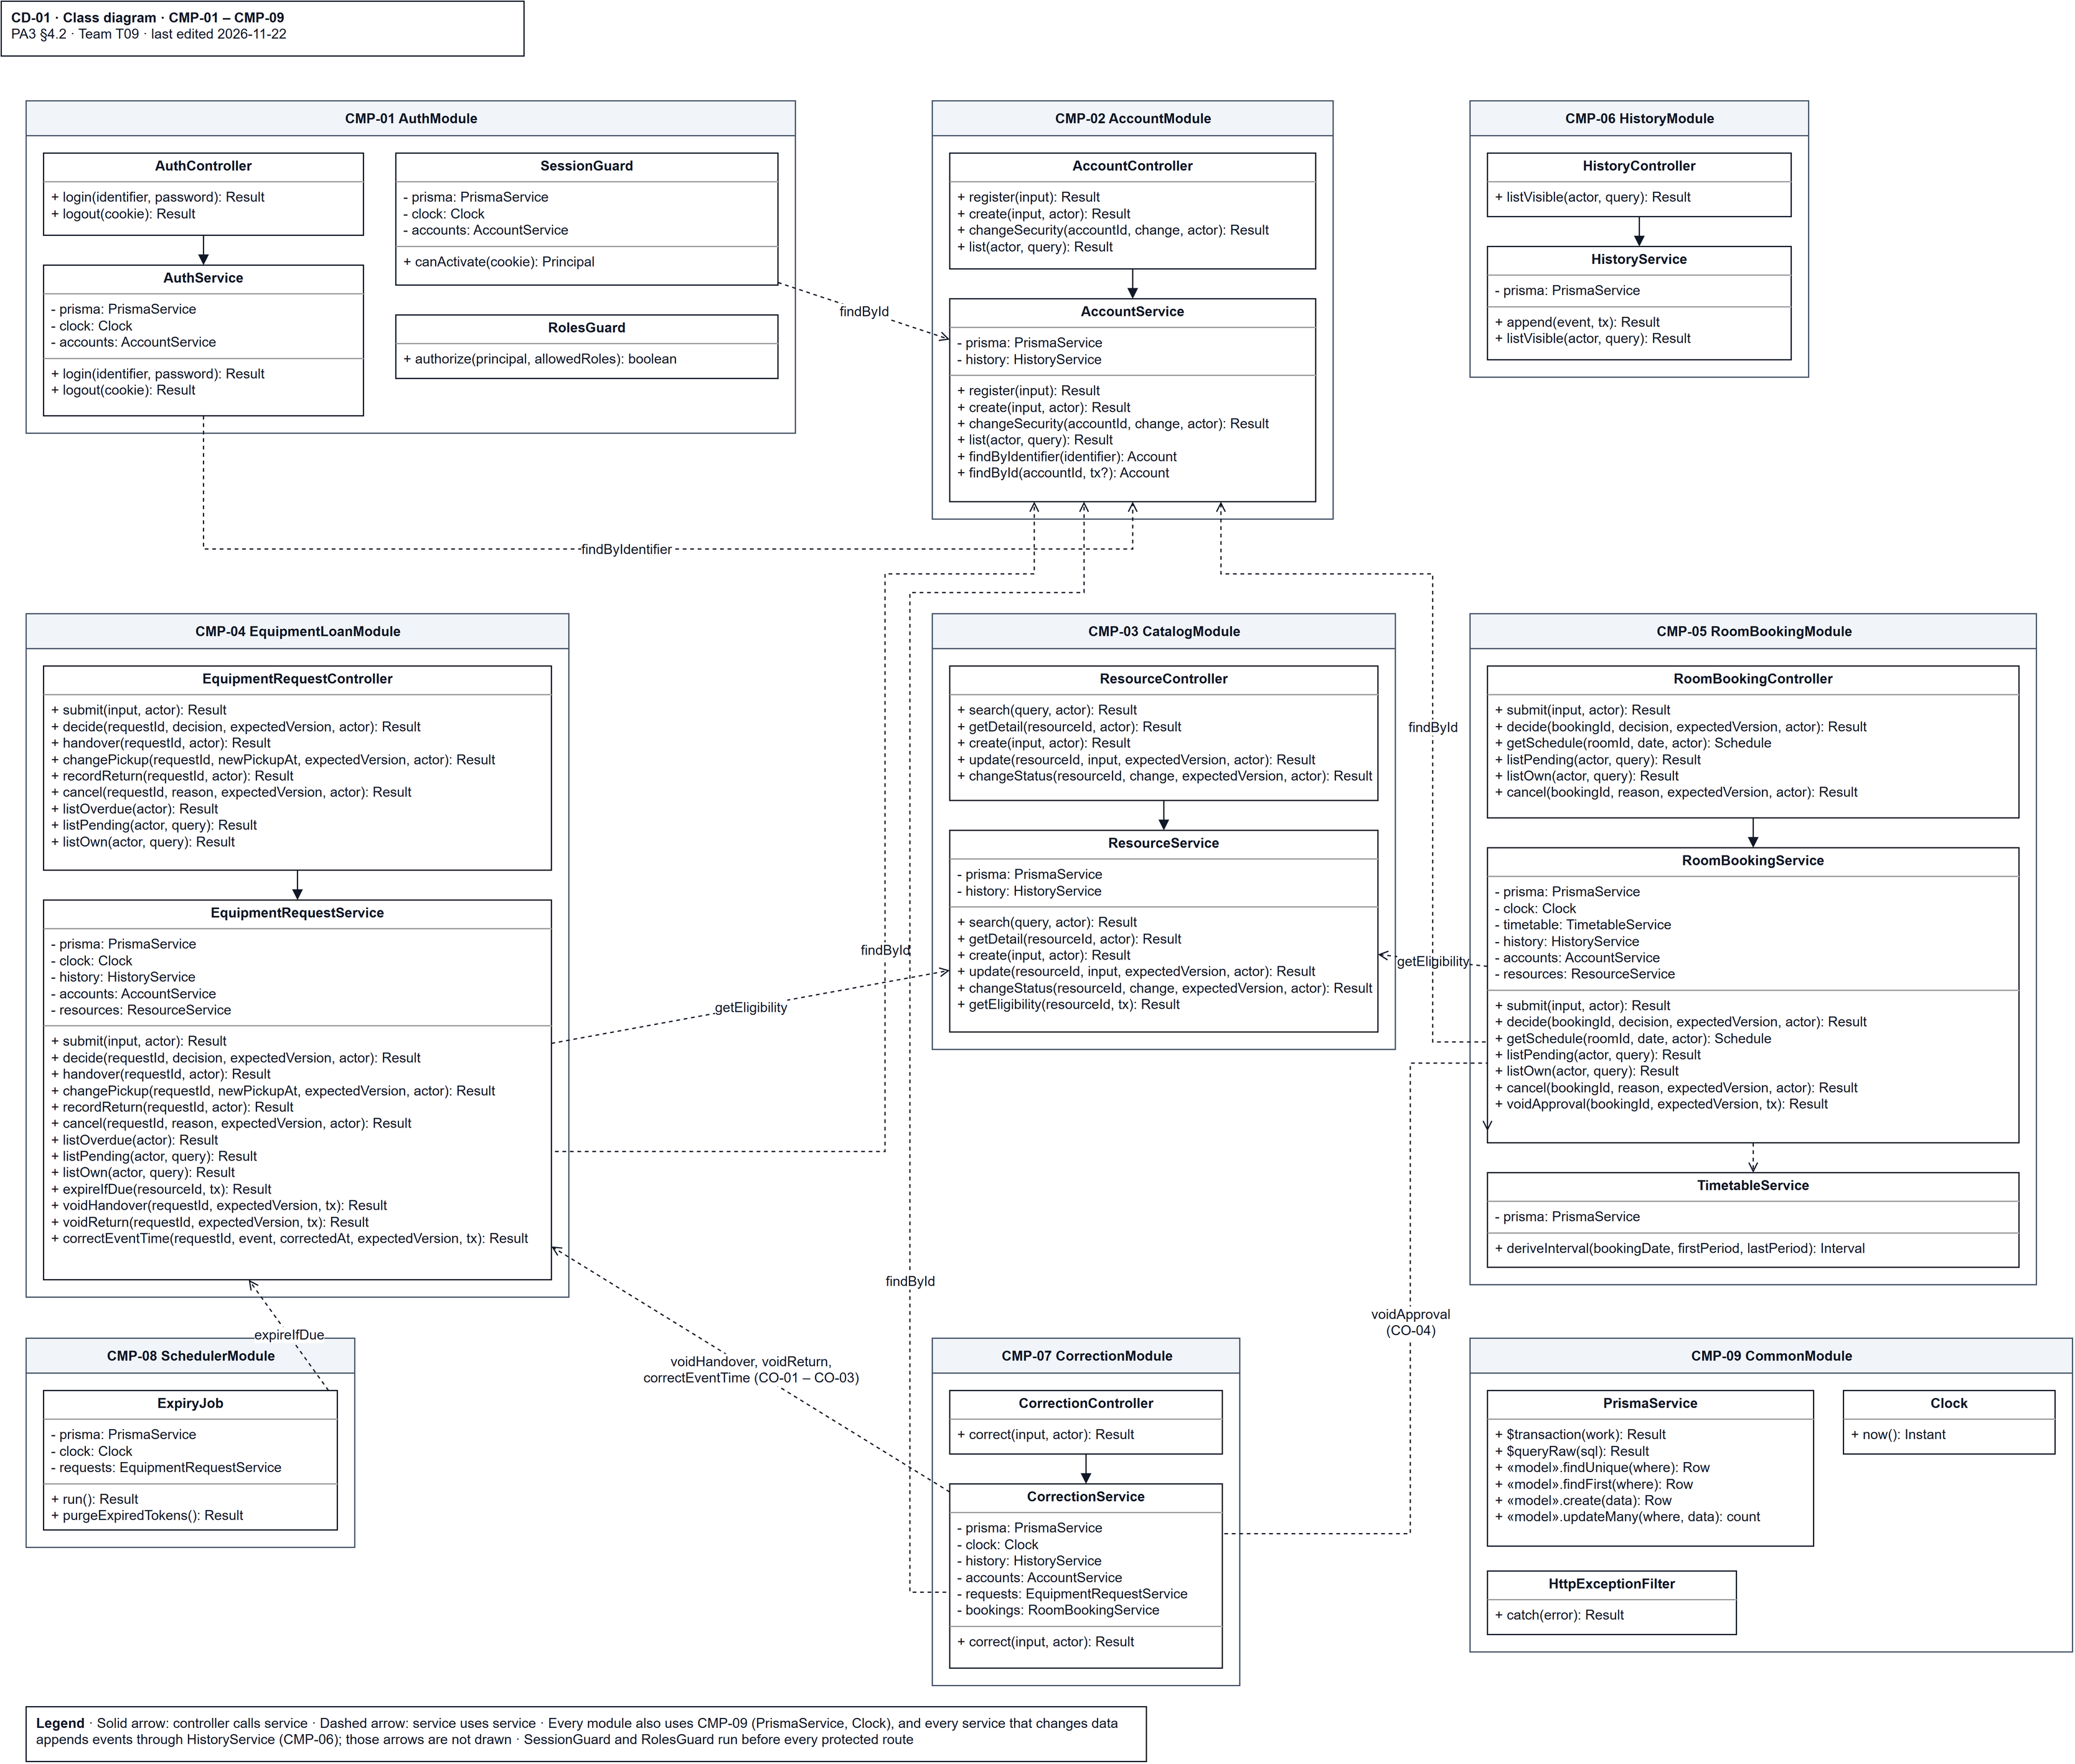 CD-01 · Class diagram · CMP-01 – CMP-09
PA3 §4.2 · Team T09 · last edited 2026-11-22
CMP-01 AuthModule
AuthController
+ login(identifier, password): Result
+ logout(cookie): Result
AuthService
- prisma: PrismaService
- clock: Clock
- accounts: AccountService
+ login(identifier, password): Result
+ logout(cookie): Result
SessionGuard
- prisma: PrismaService
- clock: Clock
- accounts: AccountService
+ canActivate(cookie): Principal
RolesGuard
+ authorize(principal, allowedRoles): boolean
findById
CMP-02 AccountModule
AccountController
+ register(input): Result
+ create(input, actor): Result
+ changeSecurity(accountId, change, actor): Result
+ list(actor, query): Result
AccountService
- prisma: PrismaService
- history: HistoryService
+ register(input): Result
+ create(input, actor): Result
+ changeSecurity(accountId, change, actor): Result
+ list(actor, query): Result
+ findByIdentifier(identifier): Account
+ findById(accountId, tx?): Account
CMP-06 HistoryModule
HistoryController
+ listVisible(actor, query): Result
HistoryService
- prisma: PrismaService
+ append(event, tx): Result
+ listVisible(actor, query): Result
findByIdentifier
CMP-04 EquipmentLoanModule
EquipmentRequestController
+ submit(input, actor): Result
+ decide(requestId, decision, expectedVersion, actor): Result
+ handover(requestId, actor): Result
+ changePickup(requestId, newPickupAt, expectedVersion, actor): Result
+ recordReturn(requestId, actor): Result
+ cancel(requestId, reason, expectedVersion, actor): Result
+ listOverdue(actor): Result
+ listPending(actor, query): Result
+ listOwn(actor, query): Result
EquipmentRequestService
- prisma: PrismaService
- clock: Clock
- history: HistoryService
- accounts: AccountService
- resources: ResourceService
+ submit(input, actor): Result
+ decide(requestId, decision, expectedVersion, actor): Result
+ handover(requestId, actor): Result
+ changePickup(requestId, newPickupAt, expectedVersion, actor): Result
+ recordReturn(requestId, actor): Result
+ cancel(requestId, reason, expectedVersion, actor): Result
+ listOverdue(actor): Result
+ listPending(actor, query): Result
+ listOwn(actor, query): Result
+ expireIfDue(resourceId, tx): Result
+ voidHandover(requestId, expectedVersion, tx): Result
+ voidReturn(requestId, expectedVersion, tx): Result
+ correctEventTime(requestId, event, correctedAt, expectedVersion, tx): Result
getEligibility
findById
findById
CMP-03 CatalogModule
ResourceController
+ search(query, actor): Result
+ getDetail(resourceId, actor): Result
+ create(input, actor): Result
+ update(resourceId, input, expectedVersion, actor): Result
+ changeStatus(resourceId, change, expectedVersion, actor): Result
ResourceService
- prisma: PrismaService
- history: HistoryService
+ search(query, actor): Result
+ getDetail(resourceId, actor): Result
+ create(input, actor): Result
+ update(resourceId, input, expectedVersion, actor): Result
+ changeStatus(resourceId, change, expectedVersion, actor): Result
+ getEligibility(resourceId, tx): Result
findById
getEligibility
CMP-05 RoomBookingModule
RoomBookingController
+ submit(input, actor): Result
+ decide(bookingId, decision, expectedVersion, actor): Result
+ getSchedule(roomId, date, actor): Schedule
+ listPending(actor, query): Result
+ listOwn(actor, query): Result
+ cancel(bookingId, reason, expectedVersion, actor): Result
RoomBookingService
- prisma: PrismaService
- clock: Clock
- timetable: TimetableService
- history: HistoryService
- accounts: AccountService
- resources: ResourceService
+ submit(input, actor): Result
+ decide(bookingId, decision, expectedVersion, actor): Result
+ getSchedule(roomId, date, actor): Schedule
+ listPending(actor, query): Result
+ listOwn(actor, query): Result
+ cancel(bookingId, reason, expectedVersion, actor): Result
+ voidApproval(bookingId, expectedVersion, tx): Result
TimetableService
- prisma: PrismaService
+ deriveInterval(bookingDate, firstPeriod, lastPeriod): Interval
expireIfDue
CMP-08 SchedulerModule
ExpiryJob
- prisma: PrismaService
- clock: Clock
- requests: EquipmentRequestService
+ run(): Result
+ purgeExpiredTokens(): Result
voidHandover, voidReturn,
correctEventTime (CO-01 – CO-03)
CMP-07 CorrectionModule
CorrectionController
+ correct(input, actor): Result
CorrectionService
- prisma: PrismaService
- clock: Clock
- history: HistoryService
- accounts: AccountService
- requests: EquipmentRequestService
- bookings: RoomBookingService
+ correct(input, actor): Result
voidApproval
(CO-04)
CMP-09 CommonModule
PrismaService
+ $transaction(work): Result
+ $queryRaw(sql): Result
+ «model».findUnique(where): Row
+ «model».findFirst(where): Row
+ «model».create(data): Row
+ «model».updateMany(where, data): count
Clock
+ now(): Instant
HttpExceptionFilter
+ catch(error): Result
Legend · Solid arrow: controller calls service · Dashed arrow: service uses service · Every module also uses CMP-09 (PrismaService, Clock), and every service that changes data
appends events through HistoryService (CMP-06); those arrows are not drawn · SessionGuard and RolesGuard run before every protected route